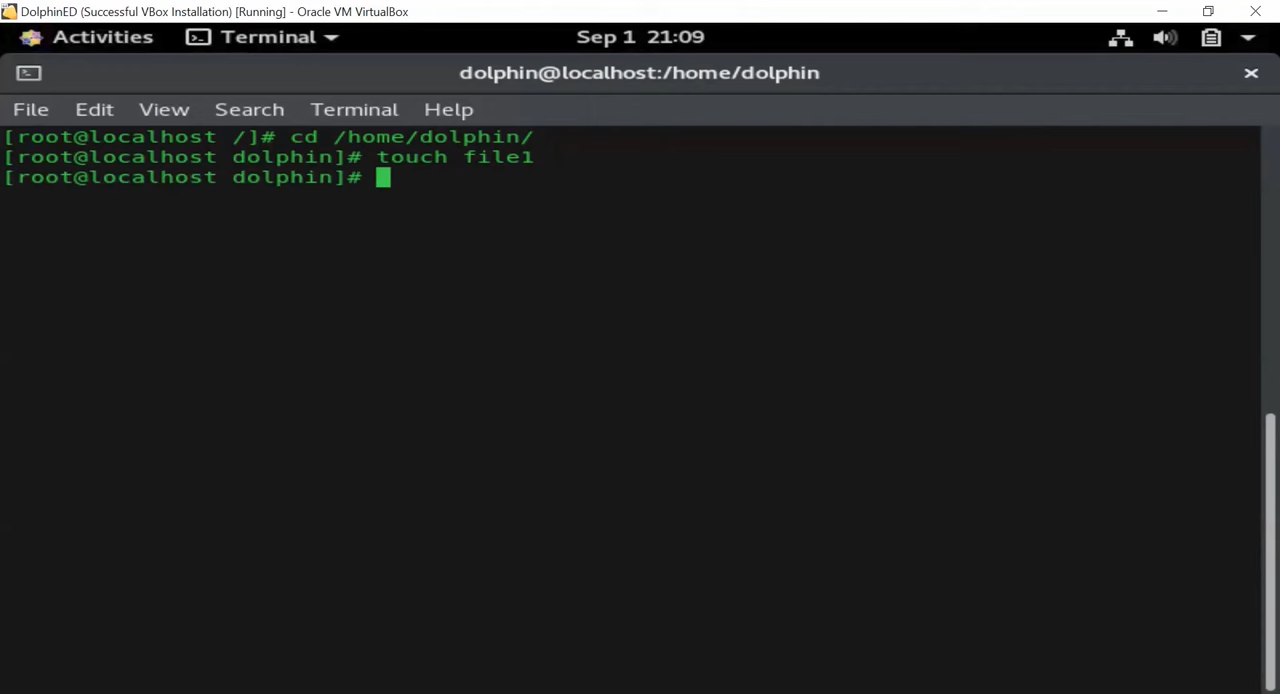 DolphinED (Successful VBox Installation) [Running] - Oracle VM VirtualBox
Activities Terminal Sep 1 21:09
dolphin@localhost:/home/dolphin
File Edit View Search Terminal Help
[root@localhost /]# cd /home/dolphin/
[root@localhost dolphin]# touch file1
[root@localhost dolphin]#